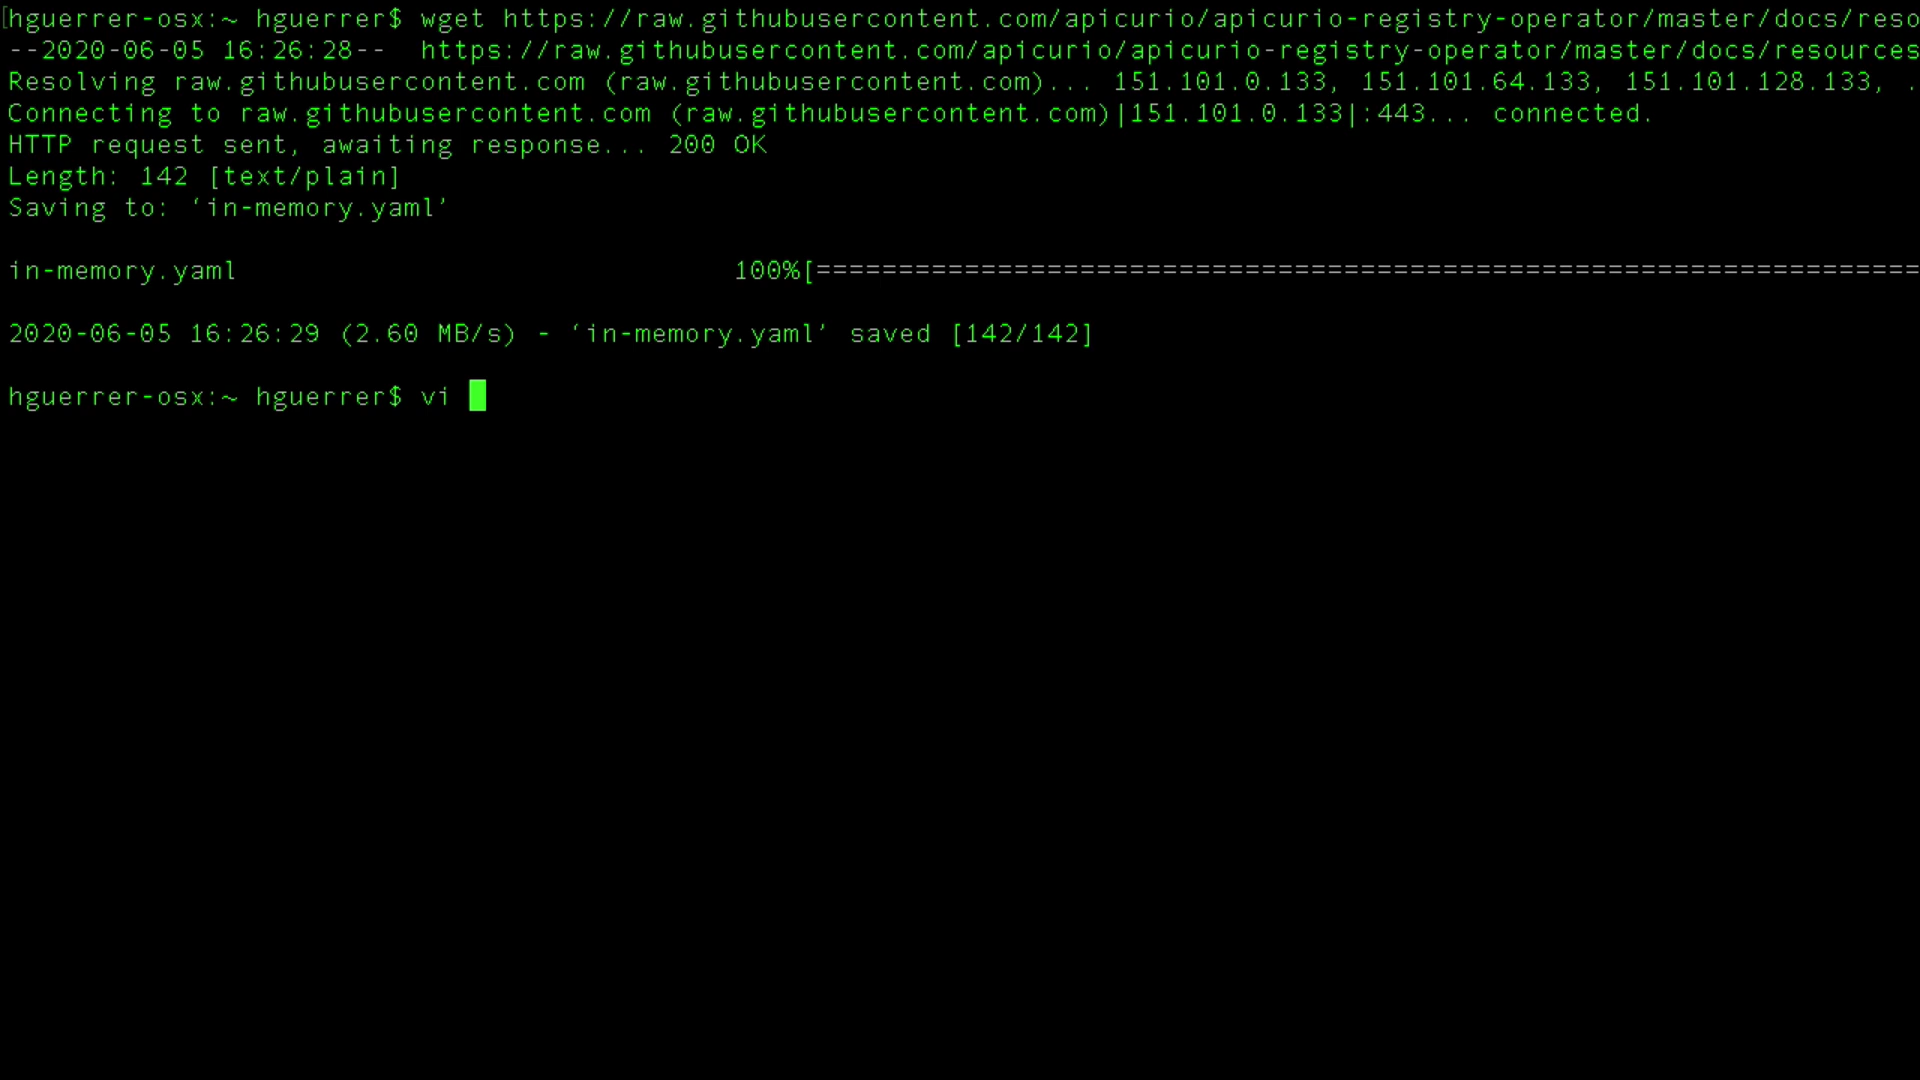 [hguerrer-osx:~ hguerrer$ wget https://raw.githubusercontent.com/apicurio/apicurio-registry-operator/master/docs/reso
--2020-06-05 16:26:28--  https://raw.githubusercontent.com/apicurio/apicurio-registry-operator/master/docs/resources
Resolving raw.githubusercontent.com (raw.githubusercontent.com)... 151.101.0.133, 151.101.64.133, 151.101.128.133, .
Connecting to raw.githubusercontent.com (raw.githubusercontent.com)|151.101.0.133|:443... connected.
HTTP request sent, awaiting response... 200 OK
Length: 142 [text/plain]
Saving to: ‘in-memory.yaml’
in-memory.yaml 100%[===================================================================
2020-06-05 16:26:29 (2.60 MB/s) - ‘in-memory.yaml’ saved [142/142]
hguerrer-osx:~ hguerrer$ vi